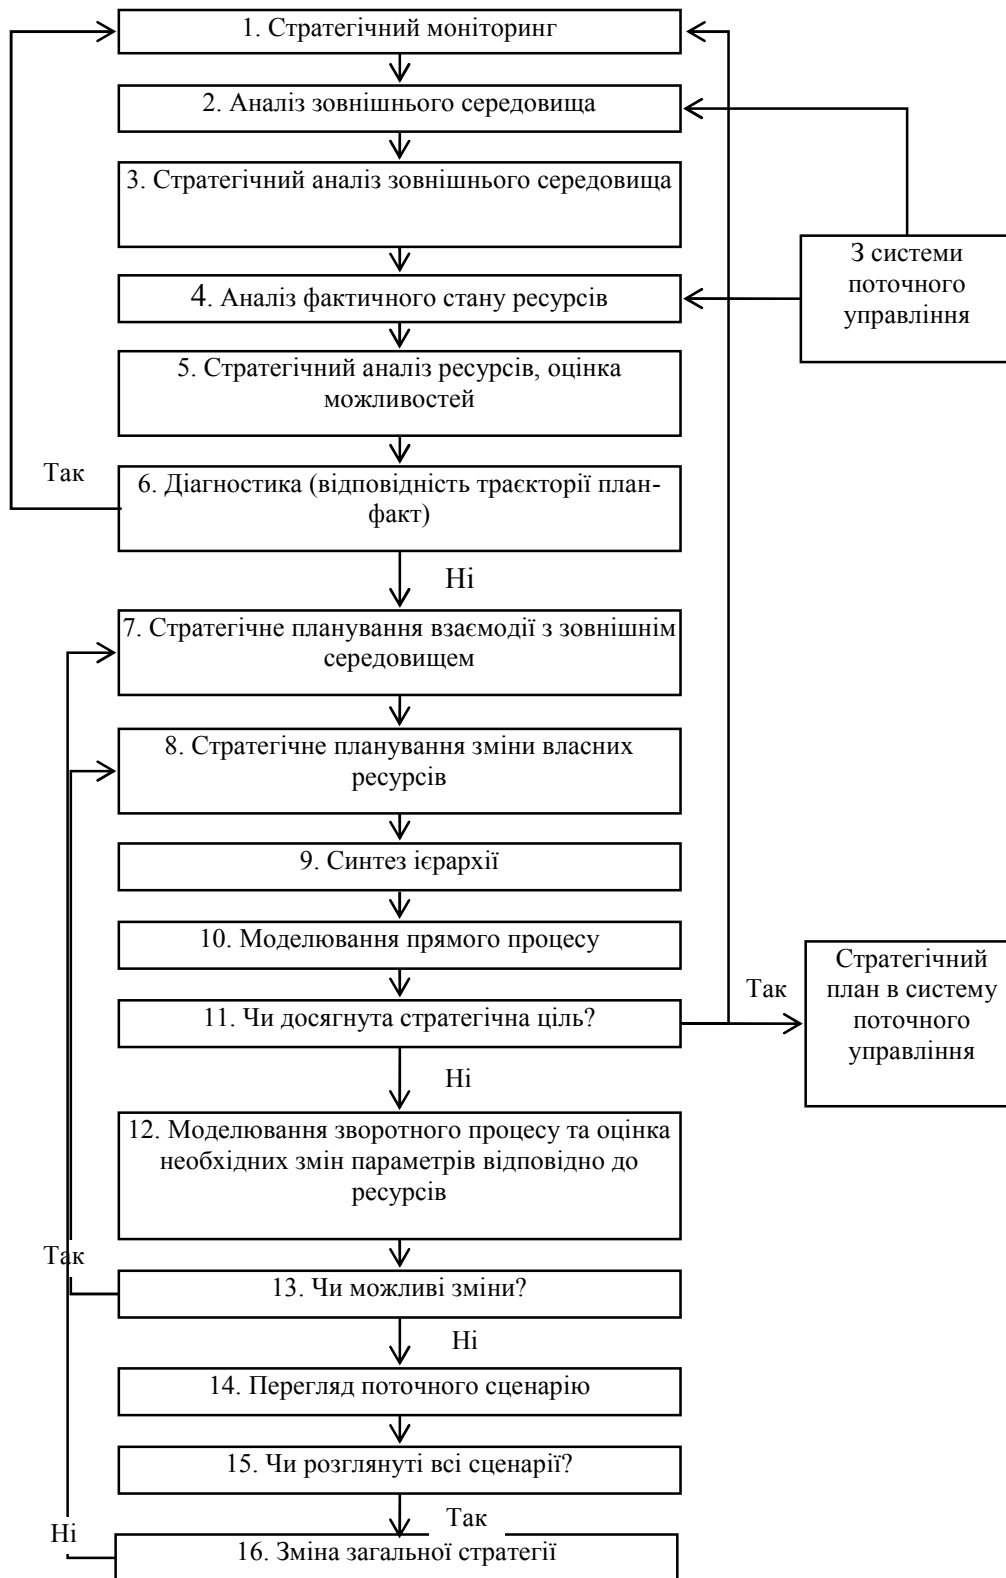 1. Стратегічний моніторинг
2. Аналіз зовнішнього середовища
3. Стратегічний аналіз зовнішнього середовища
З системи
поточного
управління
4. Аналіз фактичного стану ресурсів
5. Стратегічний аналіз ресурсів, оцінка
можливостей
Так
6. Діагностика (відповідність траєкторії план-
факт)
Ні
7. Стратегічне планування взаємодії з зовнішнім
середовищем
8. Стратегічне планування зміни власних
ресурсів
9. Синтез ієрархії
10. Моделювання прямого процесу
11. Чи досягнута стратегічна ціль?
Так
Стратегічний
план в систему
поточного
управління
Ні
12. Моделювання зворотного процесу та оцінка
необхідних змін параметрів відповідно до
ресурсів
Так
13. Чи можливі зміни?
Ні
14. Перегляд поточного сценарію
15. Чи розглянуті всі сценарії?
Так
Ні
16. Зміна загальної стратегії